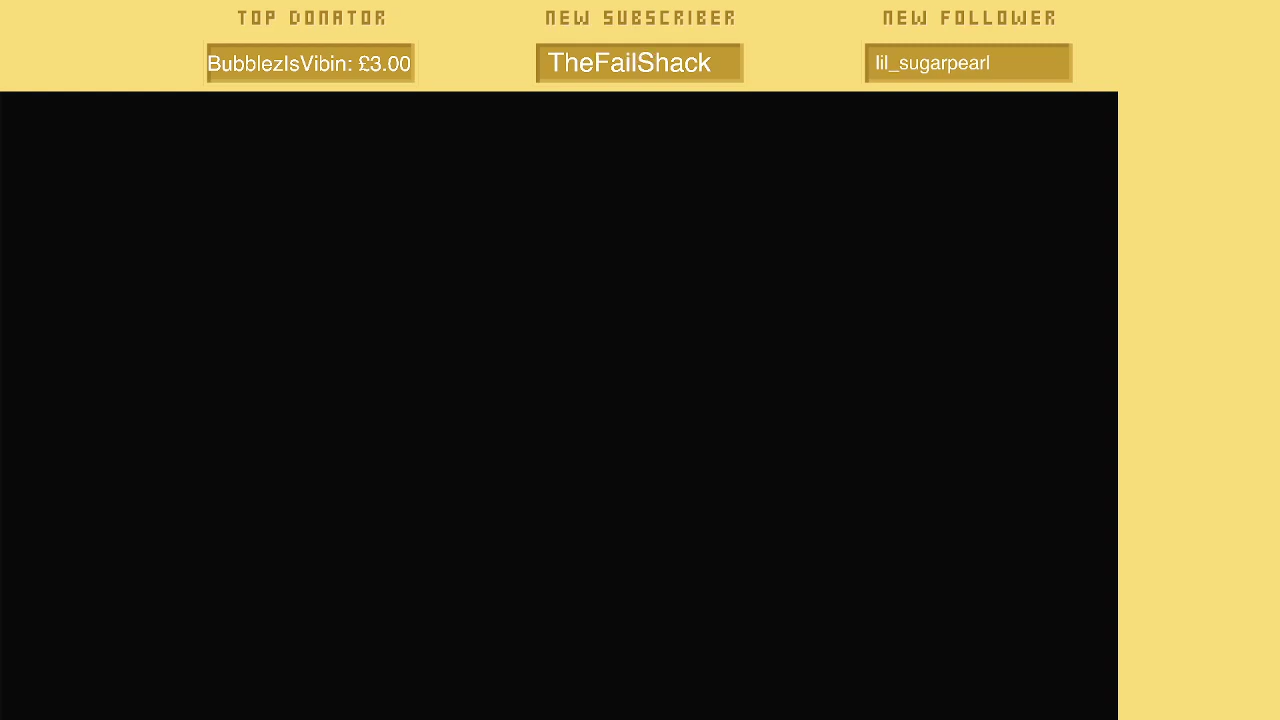 TOP DONATOR
BubblezIsVibin: £3.00
NEW SUBSCRIBER
TheFailShack
NEW FOLLOWER
lil_sugarpearl